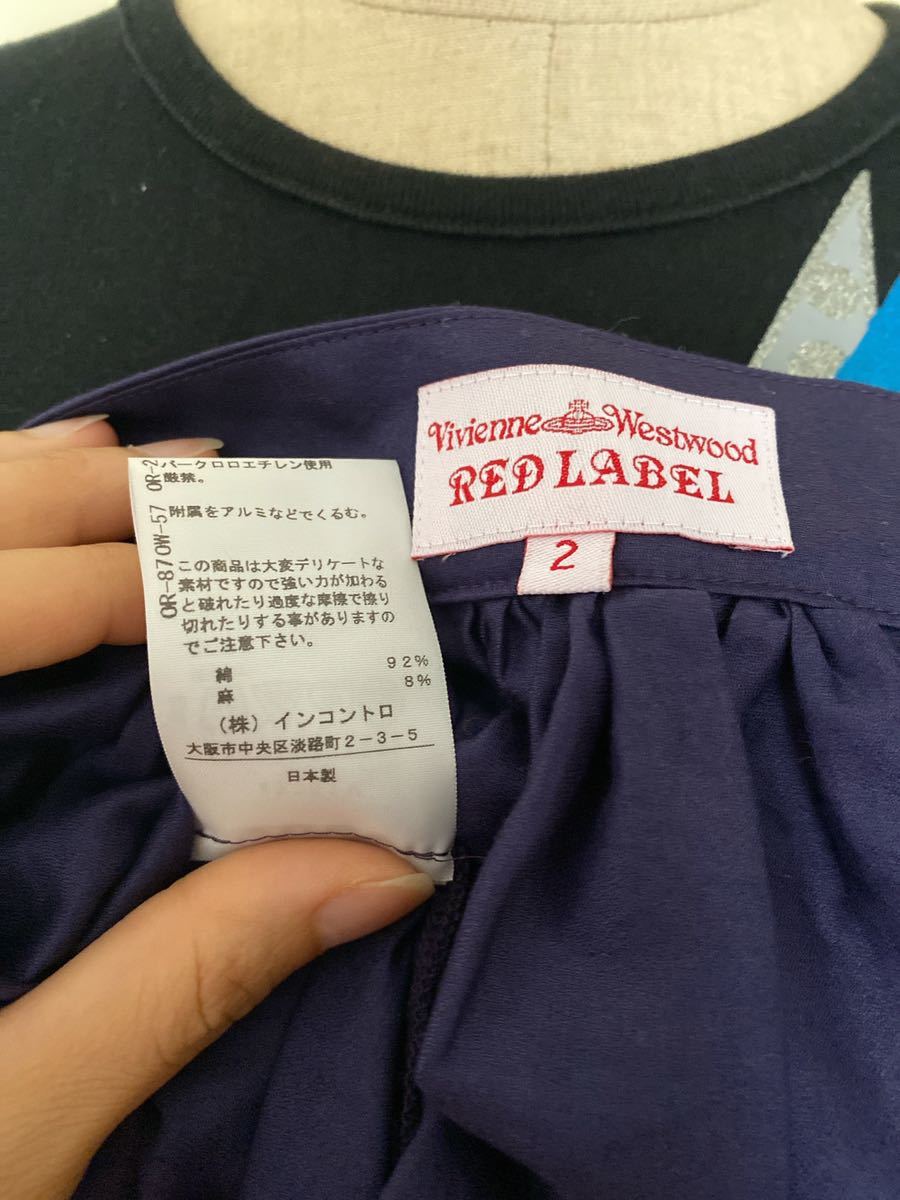 パークロロエチレン使用
厳禁。
附属をアルミなどでくるむ。
この商品は大変デリケートな
素材ですので強い力が加わる
と破れたり過度な摩擦で擦り
切れたりする事がありますの
でご注意下さい。
綿 92%
麻 8%
(株)インコントロ
大阪市中央区淡路町2-3-5
日本製
OR-870W-57 OR-2
Vivienne Westwood
RED LABEL
2